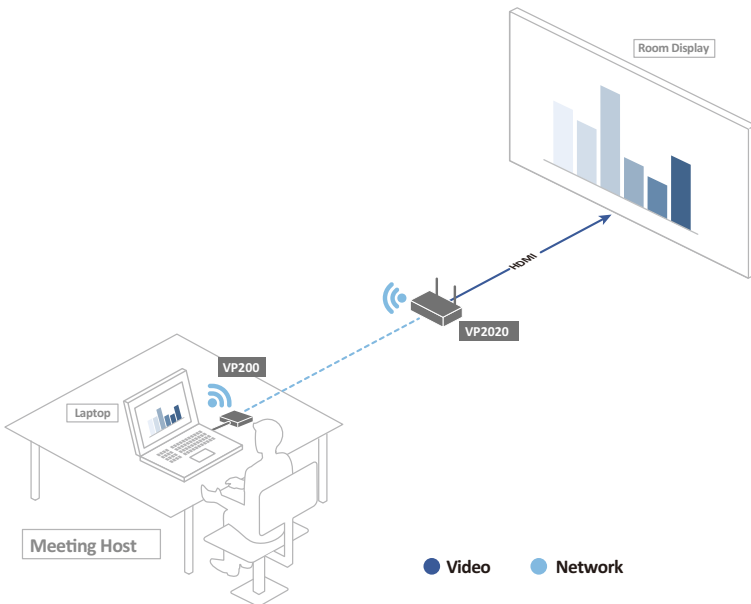 Room Display
HDMI
VP2020
VP200
Laptop
Meeting Host
Video
Network